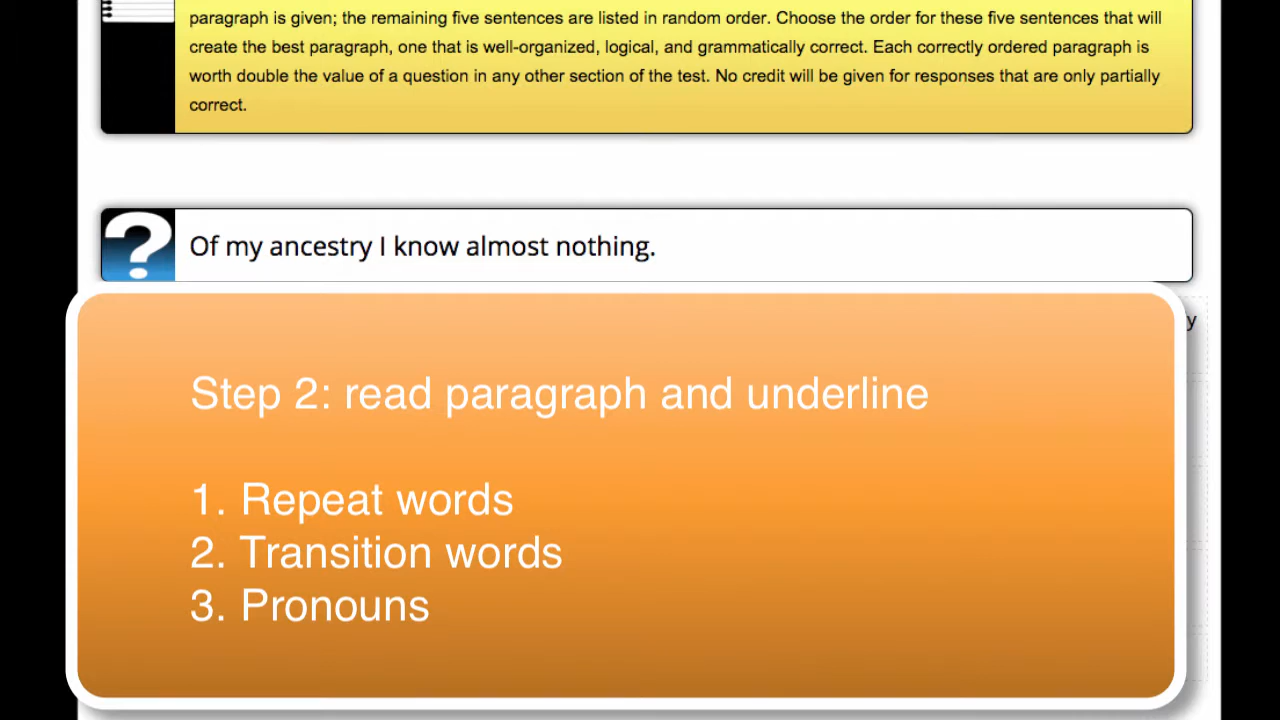 paragraph is given; the remaining five sentences are listed in random order. Choose the order for these five sentences that will
create the best paragraph, one that is well-organized, logical, and grammatically correct. Each correctly ordered paragraph is
worth double the value of a question in any other section of the test. No credit will be given for responses that are only partially
correct.
? Of my ancestry I know almost nothing.
y
Step 2: read paragraph and underline
1. Repeat words
2. Transition words
3. Pronouns